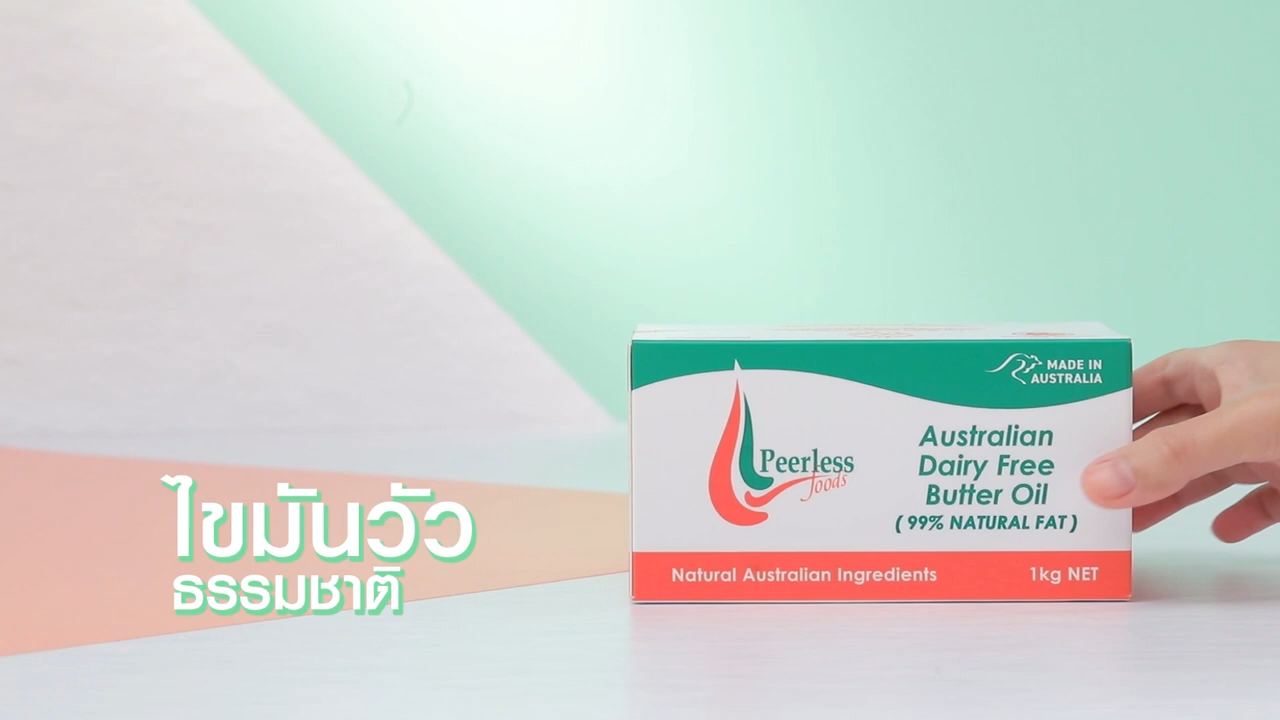 ไขมันวัว
ธรรมชาติ
MADE IN
AUSTRALIA
Peerless
foods
Australian
Dairy Free
Butter Oil
(99% NATURAL FAT)
Natural Australian Ingredients
1kg NET